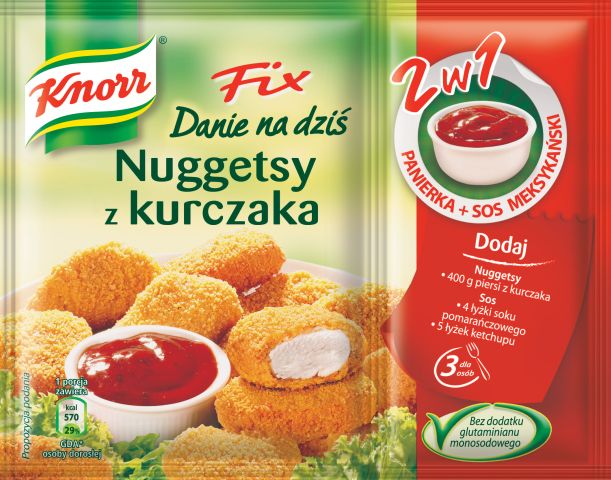 Knorr®
Fix
Danie na dziś
Nuggetsy
z kurczaka
2w1
PANIERKA + SOS MEKSYKAŃSKI
Dodaj
Nuggetsy
• 400 g piersi z kurczaka
Sos
• 4 łyżki soku
pomarańczowego
• 5 łyżek ketchupu
3 dla
osób
Bez dodatku
glutaminianu
monosodowego
1 porcja
zawiera
kcal
570
29%
GDA*
osoby dorosłej
Propozycja podania